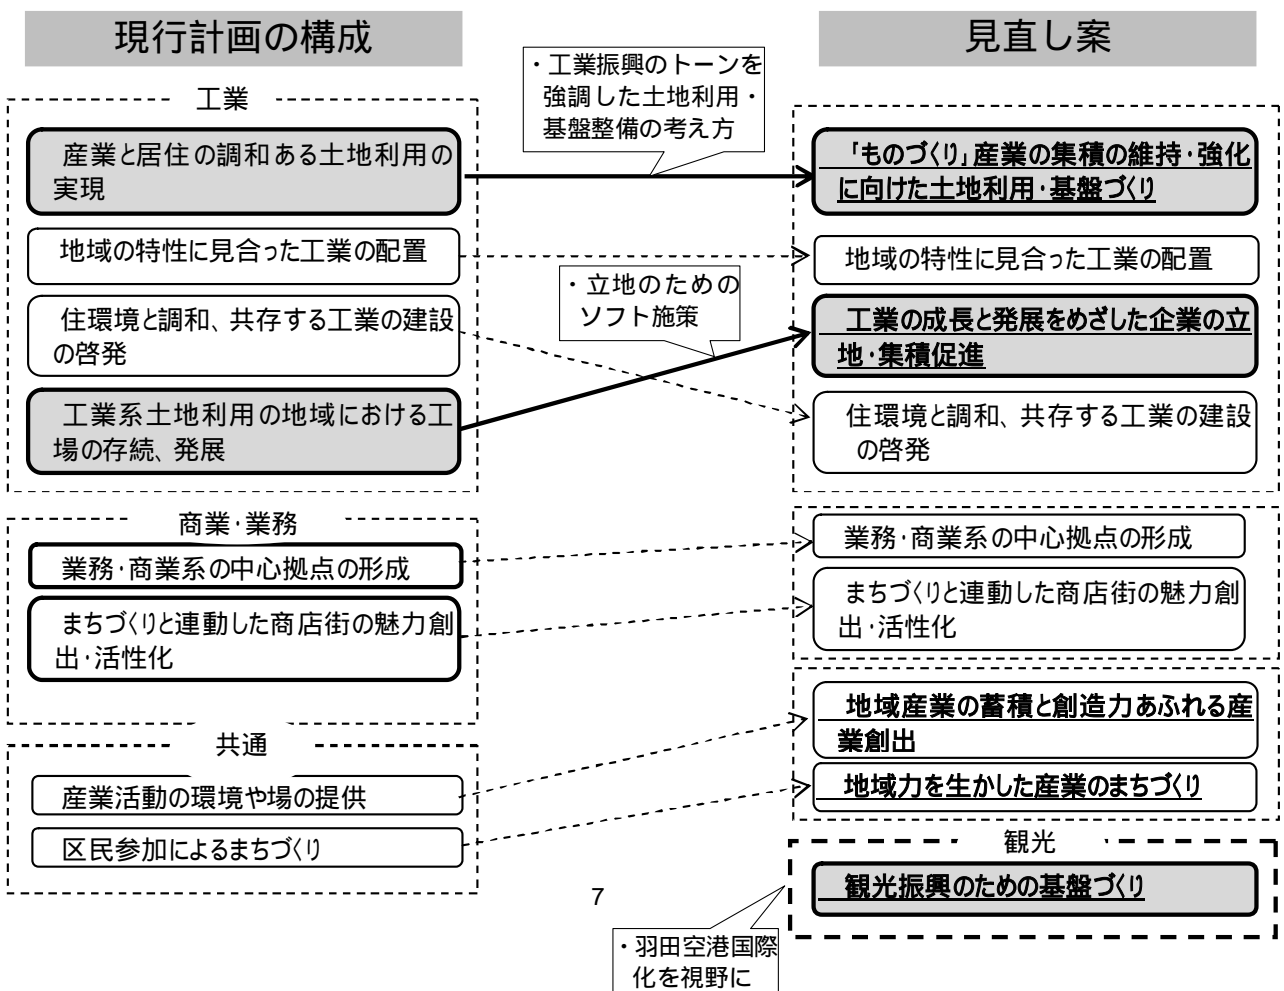 現行計画の構成
見直し案
・工業振興のトーンを
強調した土地利用・
基盤整備の考え方
工業
産業と居住の調和ある土地利用の
実現
地域の特性に見合った工業の配置
住環境と調和、共存する工業の建設
の啓発
工業系土地利用の地域における工
場の存続、発展
・立地のための
ソフト施策
「ものづくり」産業の集積の維持・強化
に向けた土地利用・基盤づくり
地域の特性に見合った工業の配置
工業の成長と発展をめざした企業の立
地・集積促進
住環境と調和、共存する工業の建設
の啓発
商業・業務
業務・商業系の中心拠点の形成
まちづくりと連動した商店街の魅力創
出・活性化
業務・商業系の中心拠点の形成
まちづくりと連動した商店街の魅力創
出・活性化
共通
産業活動の環境や場の提供
区民参加によるまちづくり
地域産業の蓄積と創造力あふれる産
業創出
地域力を生かした産業のまちづくり
観光
観光振興のための基盤づくり
7
・羽田空港国際
化を視野に